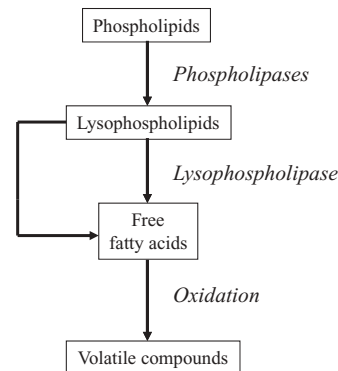 Phospholipids
Phospholipases
Lysophospholipids
Lysophospholipase
Free
fatty acids
Oxidation
Volatile compounds